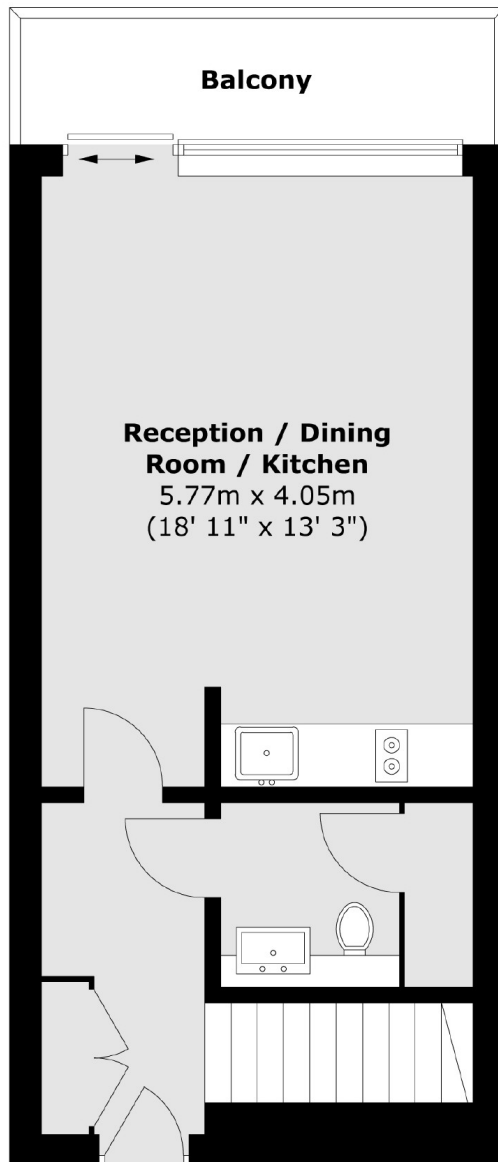 Balcony
Reception / Dining
Room / Kitchen
5.77m x 4.05m
(18' 11" x 13' 3")